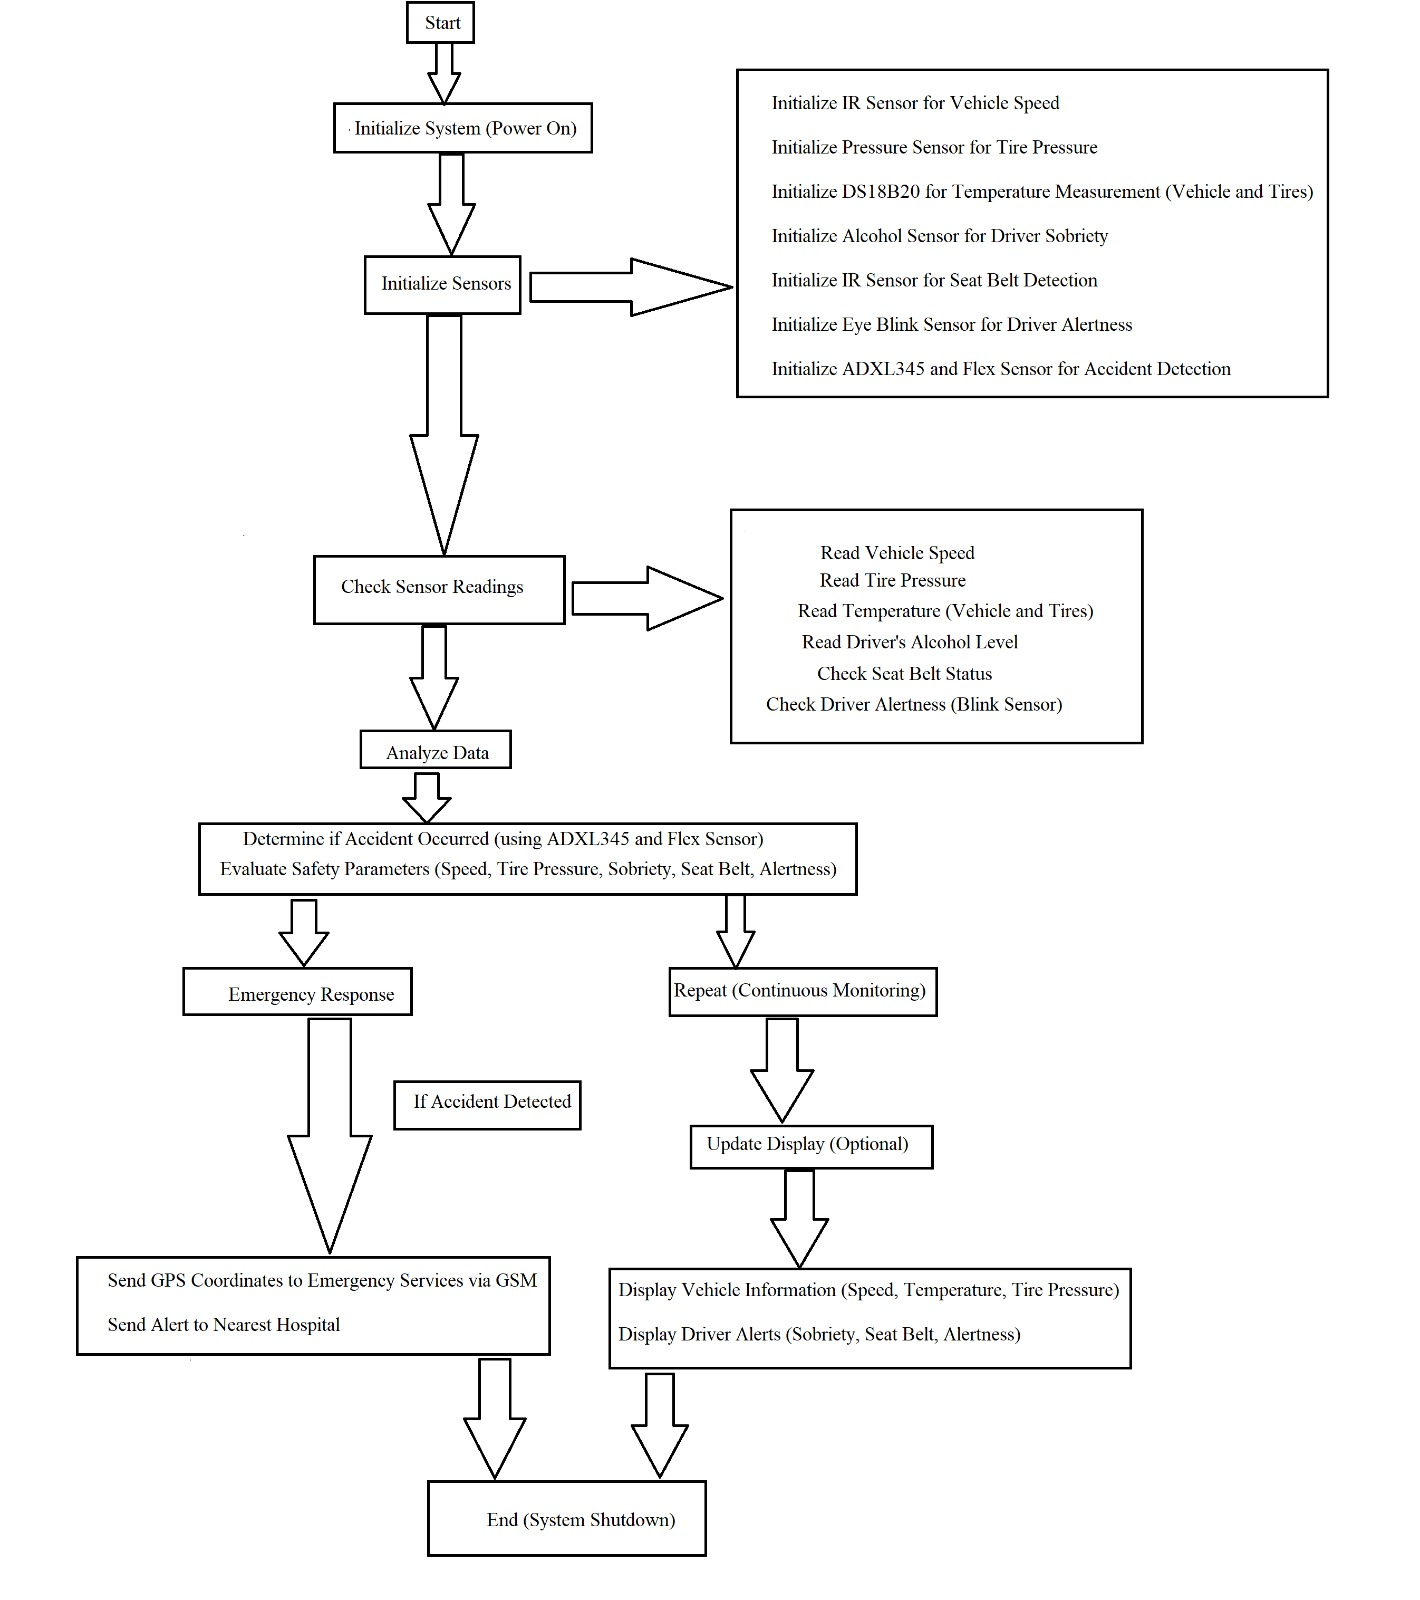 Start
Initialize System (Power On)
Initialize Sensors
Initialize IR Sensor for Vehicle Speed
Initialize Pressure Sensor for Tire Pressure
Initialize DS18B20 for Temperature Measurement (Vehicle and Tires)
Initialize Alcohol Sensor for Driver Sobriety
Initialize IR Sensor for Seat Belt Detection
Initialize Eye Blink Sensor for Driver Alertness
Initialize ADXL345 and Flex Sensor for Accident Detection
Check Sensor Readings
Read Vehicle Speed
Read Tire Pressure
Read Temperature (Vehicle and Tires)
Read Driver's Alcohol Level
Check Seat Belt Status
Check Driver Alertness (Blink Sensor)
Analyze Data
Determine if Accident Occurred (using ADXL345 and Flex Sensor)
Evaluate Safety Parameters (Speed, Tire Pressure, Sobriety, Seat Belt, Alertness)
Emergency Response
Repeat (Continuous Monitoring)
If Accident Detected
Update Display (Optional)
Send GPS Coordinates to Emergency Services via GSM
Send Alert to Nearest Hospital
Display Vehicle Information (Speed, Temperature, Tire Pressure)
Display Driver Alerts (Sobriety, Seat Belt, Alertness)
End (System Shutdown)